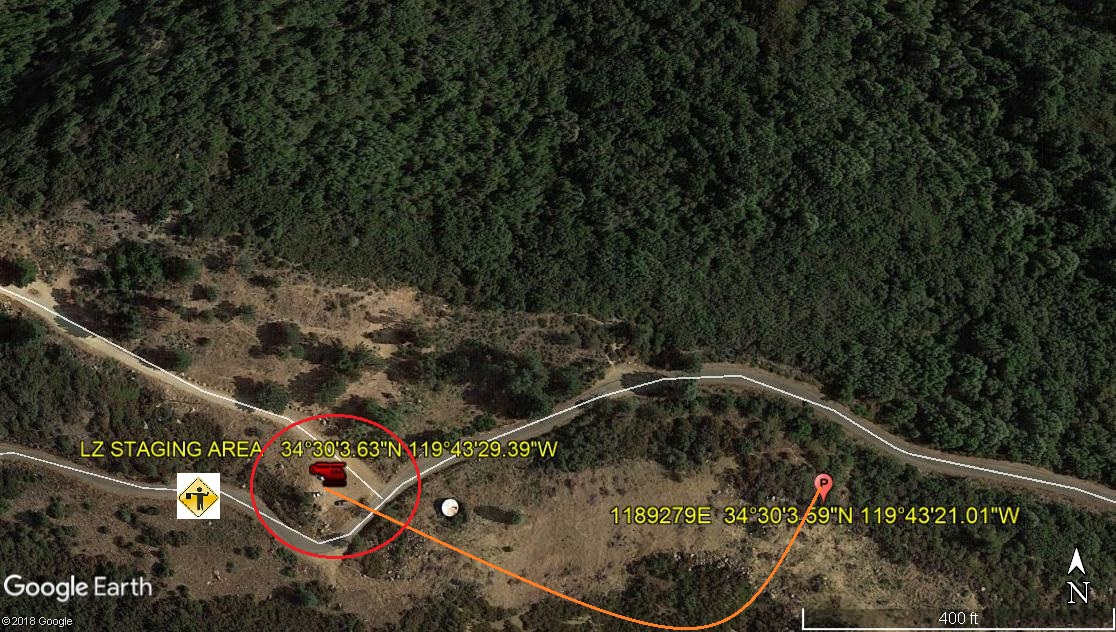 LZ STAGING AREA 34°30'3.63"N 119°43'29.39"W
P
1189279E 34°30'3.59"N 119°43'21.01"W
N
Google Earth
400 ft
©2018 Google